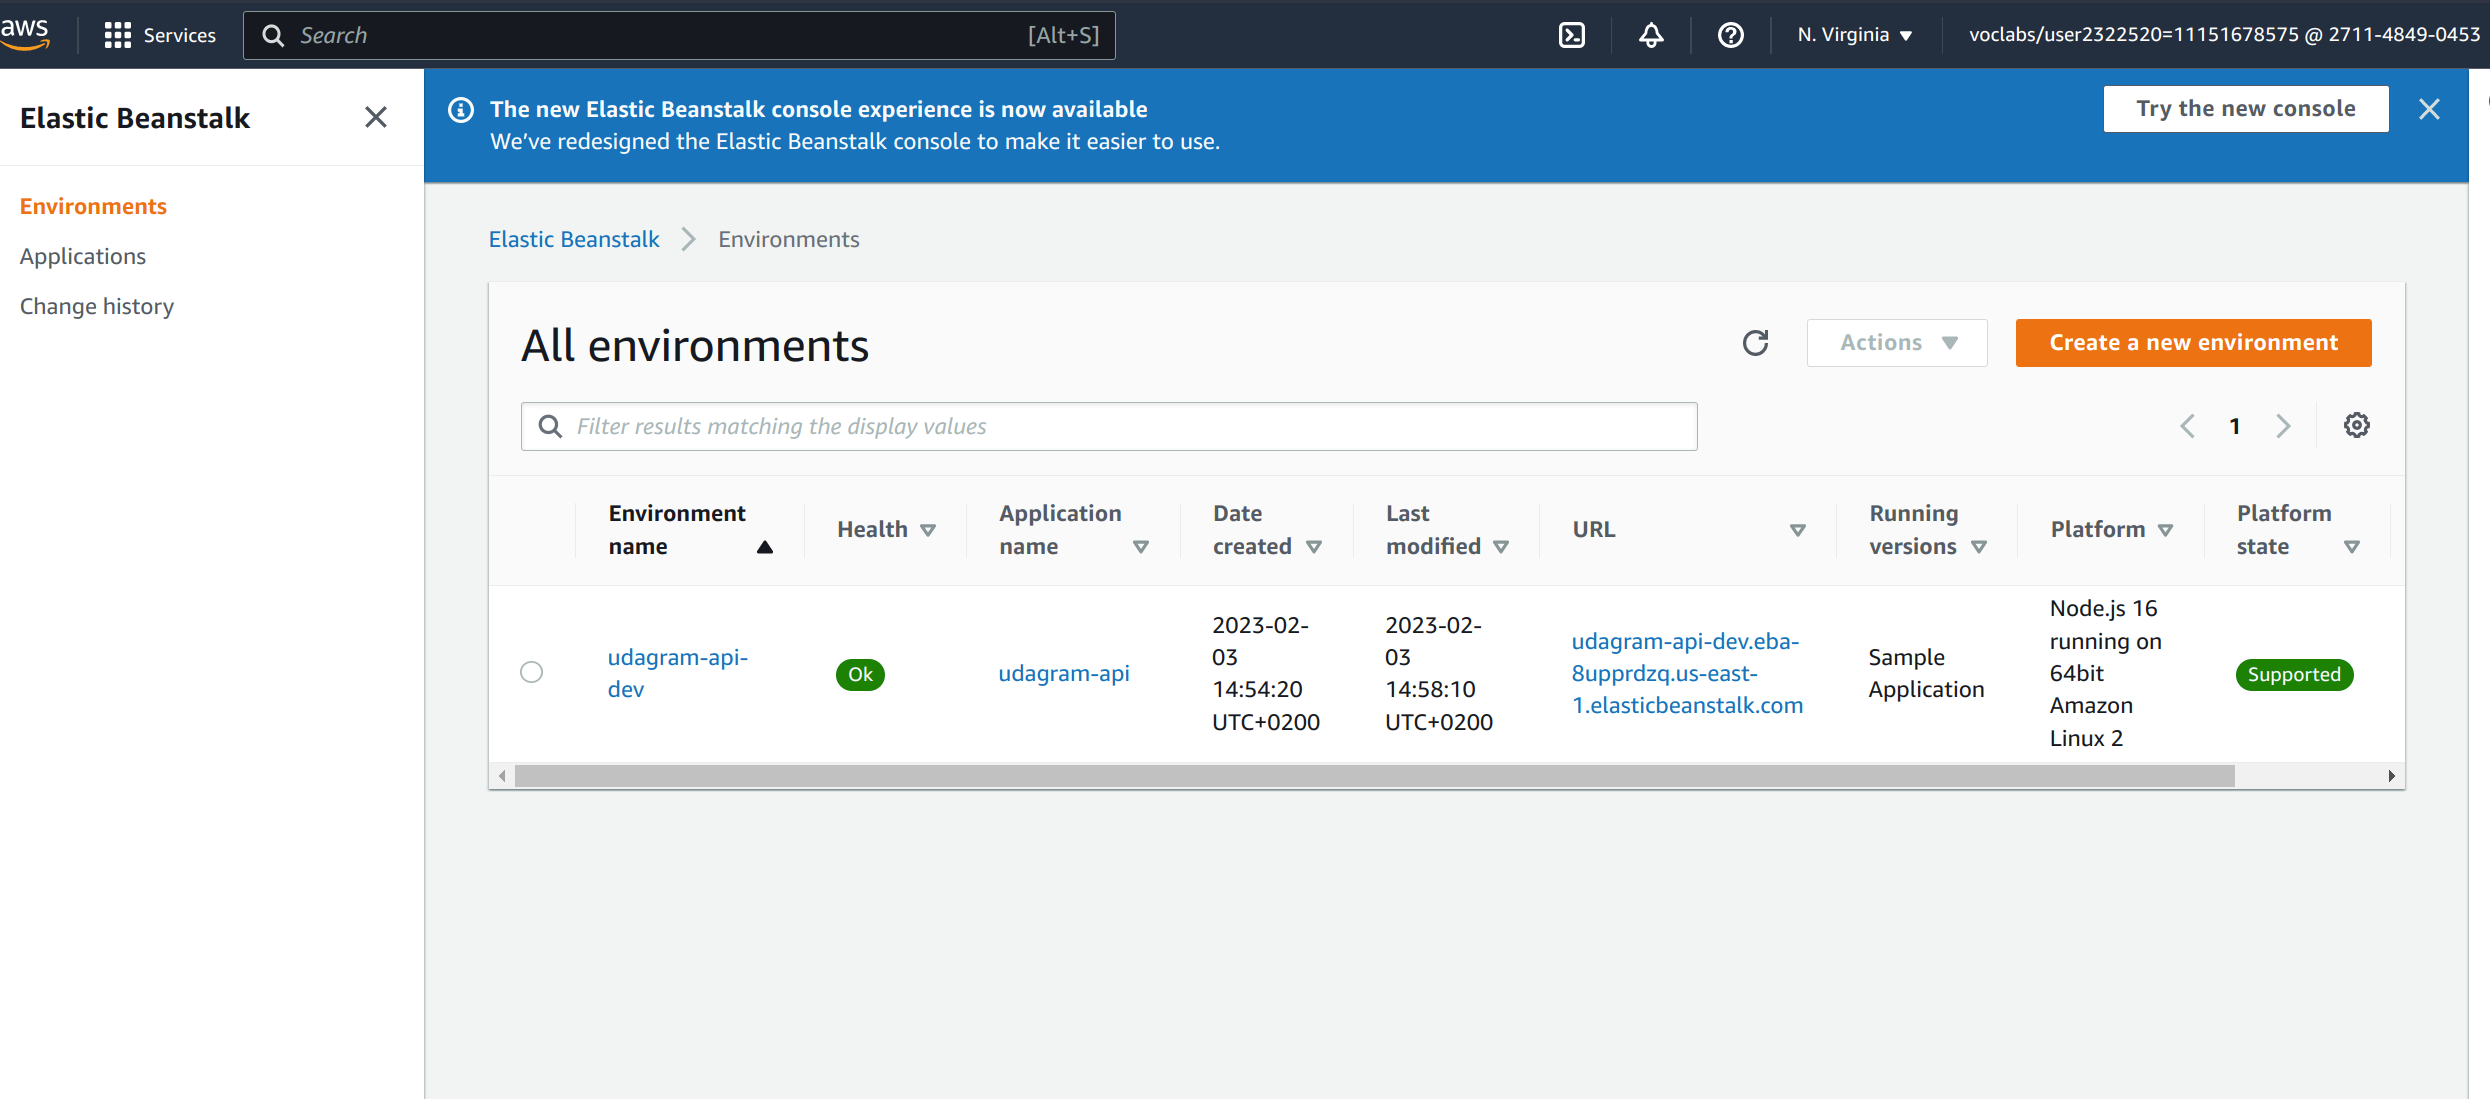 aws
Services
Search
[Alt+S]
N. Virginia
voclabs/user2322520=11151678575 @ 2711-4849-0453
Elastic Beanstalk
Environments
Applications
Change history
The new Elastic Beanstalk console experience is now available
We’ve redesigned the Elastic Beanstalk console to make it easier to use.
Try the new console
Elastic Beanstalk
Environments
All environments
Actions
Create a new environment
Filter results matching the display values
1
Environment
name
Health
Application
name
Date
created
Last
modified
URL
Running
versions
Platform
Platform
state
udagram-api-
dev
Ok
udagram-api
2023-02-
03
14:54:20
UTC+0200
2023-02-
03
14:58:10
UTC+0200
udagram-api-dev.eba-
8upprdzq.us-east-
1.elasticbeanstalk.com
Sample
Application
Node.js 16
running on
64bit
Amazon
Linux 2
Supported